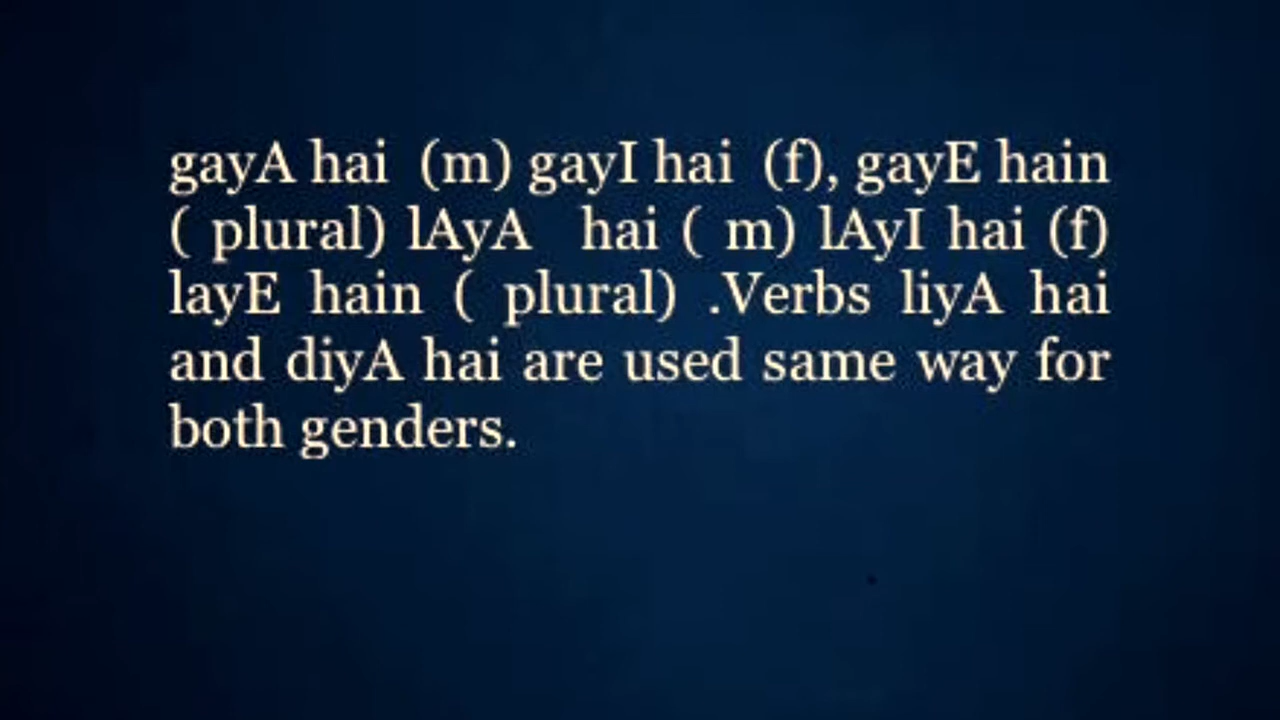 gayA hai (m) gayI hai (f), gayE hain
( plural) lAyA hai ( m) lAyI hai (f)
layE hain ( plural) .Verbs liyA hai
and diyA hai are used same way for
both genders.